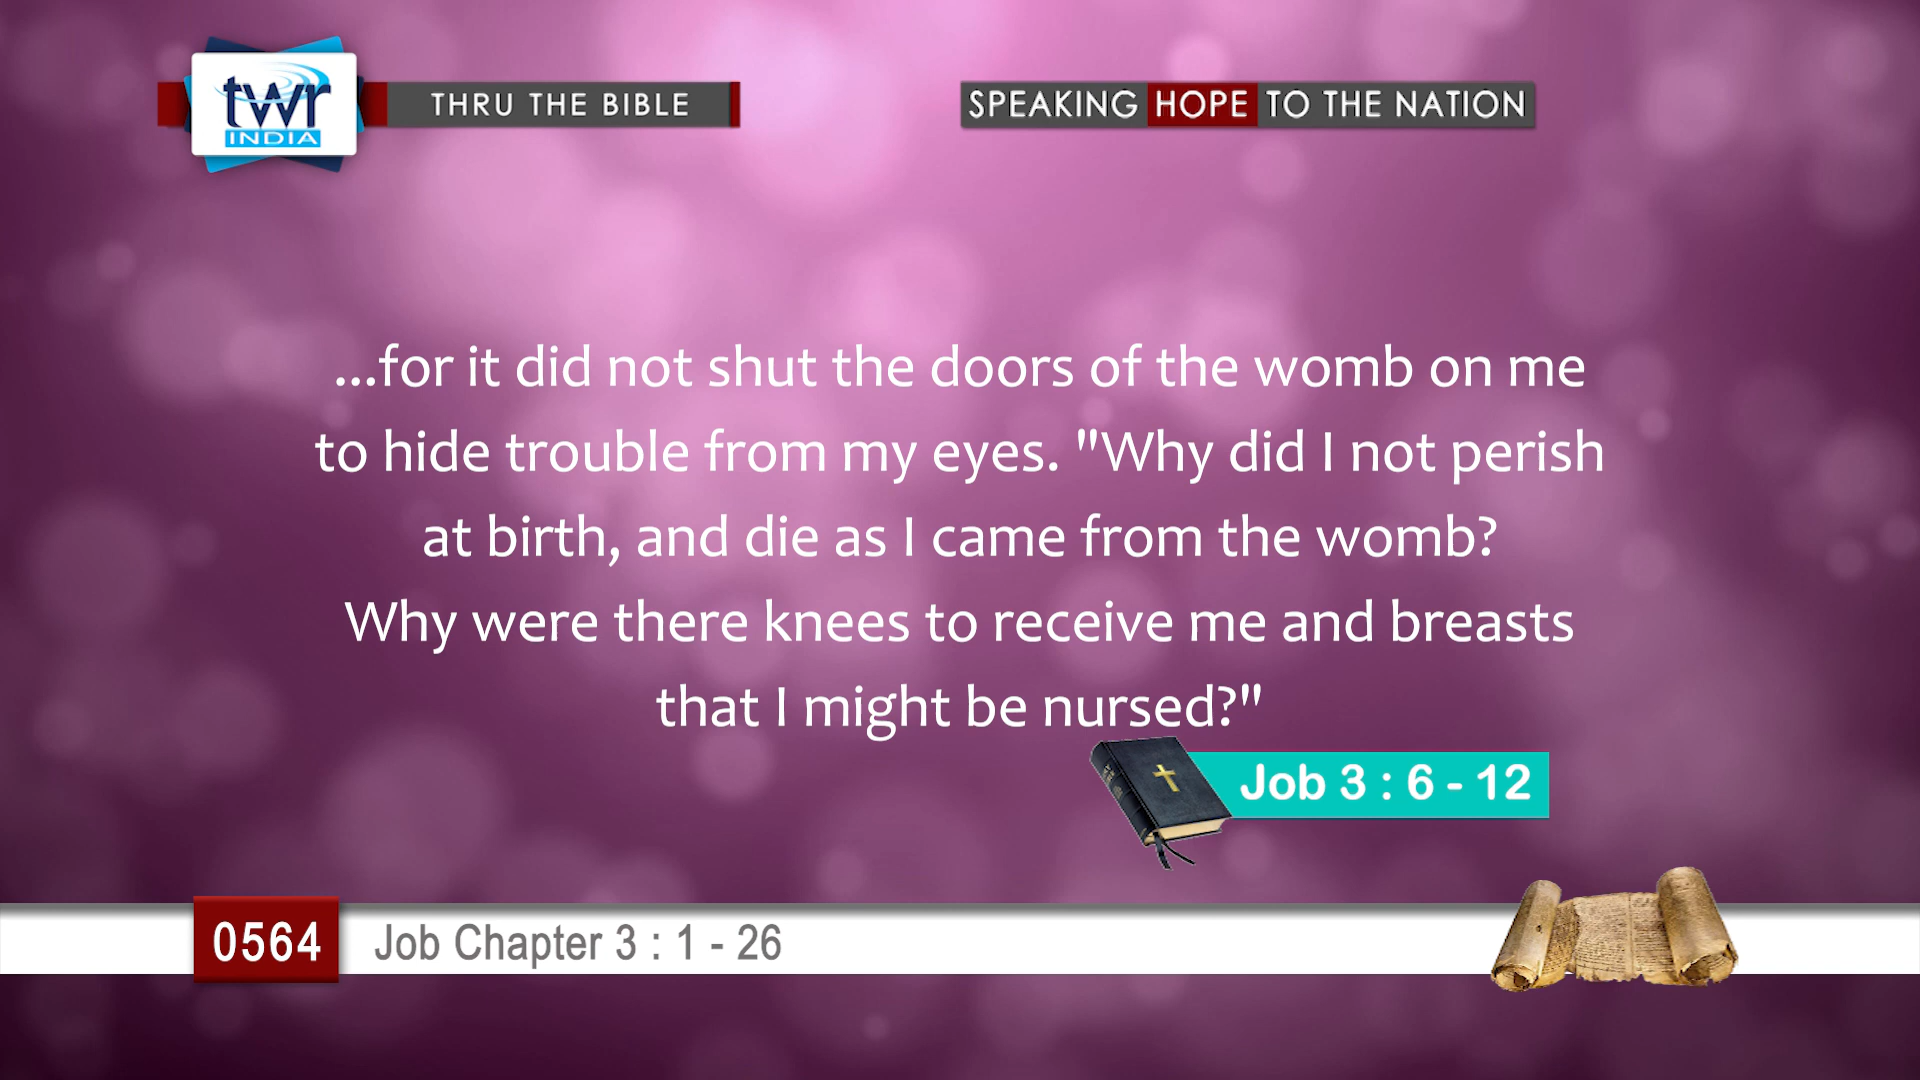 twr
INDIA
THRU THE BIBLE
SPEAKING HOPE TO THE NATION
...for it did not shut the doors of the womb on me
to hide trouble from my eyes. "Why did I not perish
at birth, and die as I came from the womb?
Why were there knees to receive me and breasts
that I might be nursed?"
Job 3 : 6 - 12
0564
Job Chapter 3 : 1 - 26